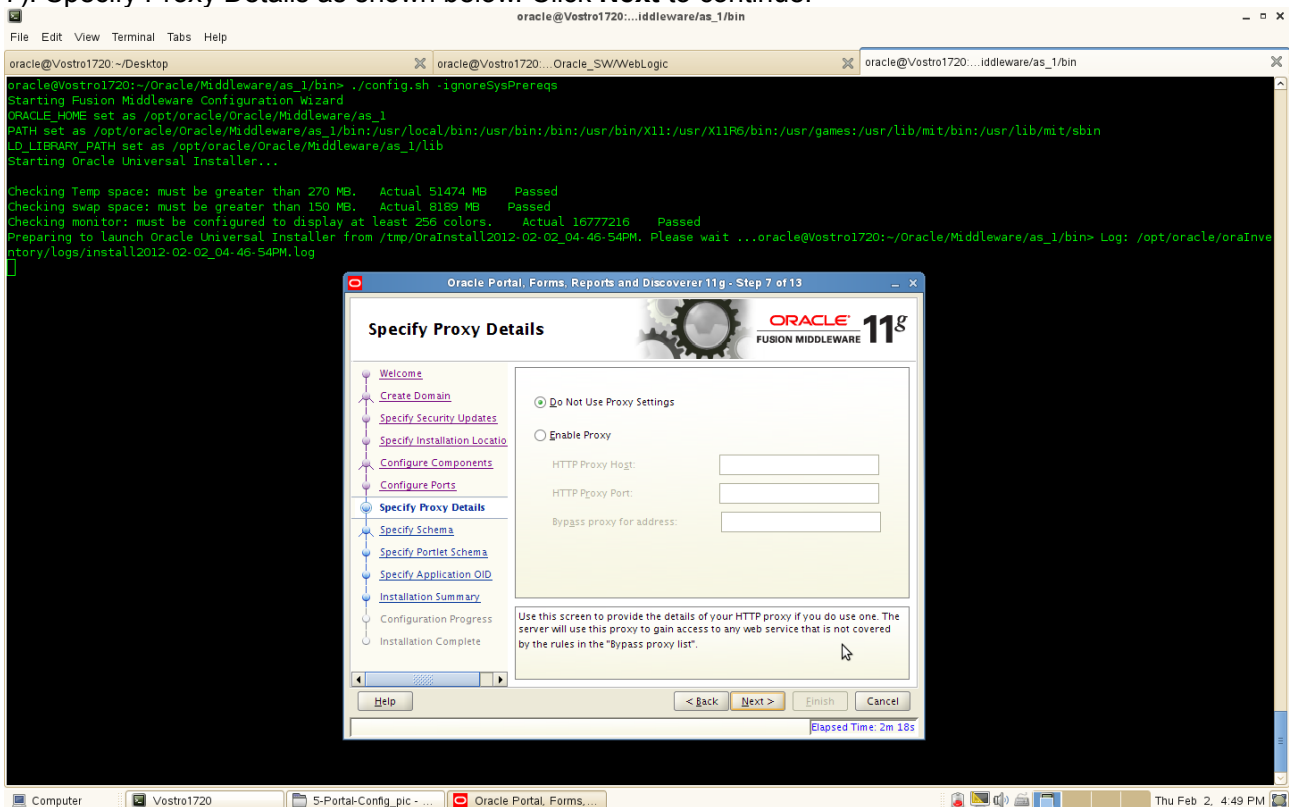 7). Specify Proxy Details as shown below. Click Next to continue.
oracle@Vostro1720:...iddleware/as_1/bin
File Edit View Terminal Tabs Help
oracle@Vostro1720:~/Desktop
oracle@Vostro1720:...Oracle_SW/WebLogic
oracle@Vostro1720:...iddleware/as_1/bin
oracle@Vostro1720:~/Oracle/Middleware/as_1/bin> ./config.sh -ignoreSysPrereqs
Starting Fusion Middleware Configuration Wizard
ORACLE_HOME set as /opt/oracle/Oracle/Middleware/as_1
PATH set as /opt/oracle/Oracle/Middleware/as_1/bin:/usr/local/bin:/usr/bin:/bin:/usr/bin/X11:/usr/X11R6/bin:/usr/games:/usr/lib/mit/bin:/usr/lib/mit/sbin
LD_LIBRARY_PATH set as /opt/oracle/Oracle/Middleware/as_1/lib
Starting Oracle Universal Installer...
Checking Temp space: must be greater than 270 MB. Actual 51474 MB Passed
Checking swap space: must be greater than 150 MB. Actual 8189 MB Passed
Checking monitor: must be configured to display at least 256 colors. Actual 16777216 Passed
Preparing to launch Oracle Universal Installer from /tmp/OraInstall2012-02-02_04-46-54PM. Please wait ...oracle@Vostro1720:~/Oracle/Middleware/as_1/bin> Log: /opt/oracle/oraInve
ntory/logs/install2012-02-02_04-46-54PM.log
Oracle Portal, Forms, Reports and Discoverer 11g - Step 7 of 13
Specify Proxy Details
ORACLE
FUSION MIDDLEWARE
11g
Welcome
Create Domain
Specify Security Updates
Specify Installation Locatio
Configure Components
Configure Ports
Specify Proxy Details
Specify Schema
Specify Portlet Schema
Specify Application OID
Installation Summary
Configuration Progress
Installation Complete
Do Not Use Proxy Settings
Enable Proxy
HTTP Proxy Host:
HTTP Proxy Port:
Bypass proxy for address:
Use this screen to provide the details of your HTTP proxy if you do use one. The
server will use this proxy to gain access to any web service that is not covered
by the rules in the "Bypass proxy list".
Help
< Back
Next >
Finish
Cancel
Elapsed Time: 2m 18s
Computer
Vostro1720
5-Portal-Config_pic - ...
Oracle Portal, Forms,...
Thu Feb 2, 4:49 PM